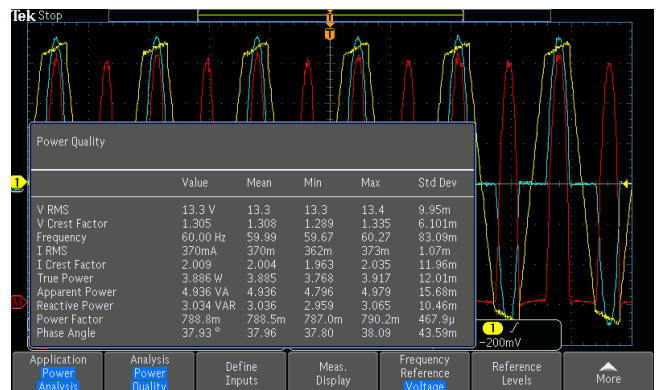 Tek Stop
T
T
1
Power Quality
Value Mean Min Max Std Dev
V RMS 13.3 V 13.3 13.3 13.4 9.95m
V Crest Factor 1.305 1.308 1.289 1.335 6.101m
Frequency 60.00 Hz 59.99 59.67 60.27 83.09m
I RMS 370mA 370m 362m 373m 1.07m
I Crest Factor 2.009 2.004 1.963 2.035 11.96m
True Power 3.886 W 3.885 3.768 3.917 12.01m
Apparent Power 4.936 VA 4.936 4.796 4.979 15.68m
Reactive Power 3.034 VAR 3.036 2.959 3.065 10.46m
Power Factor 788.8m 788.5m 787.0m 790.2m 467.9µ
Phase Angle 37.93 ° 37.96 37.80 38.09 43.59m
M
1
-200mV
Application Power Analysis
Analysis Power Quality
Define Inputs
Meas. Display
Frequency Reference Voltage
Reference Levels
More